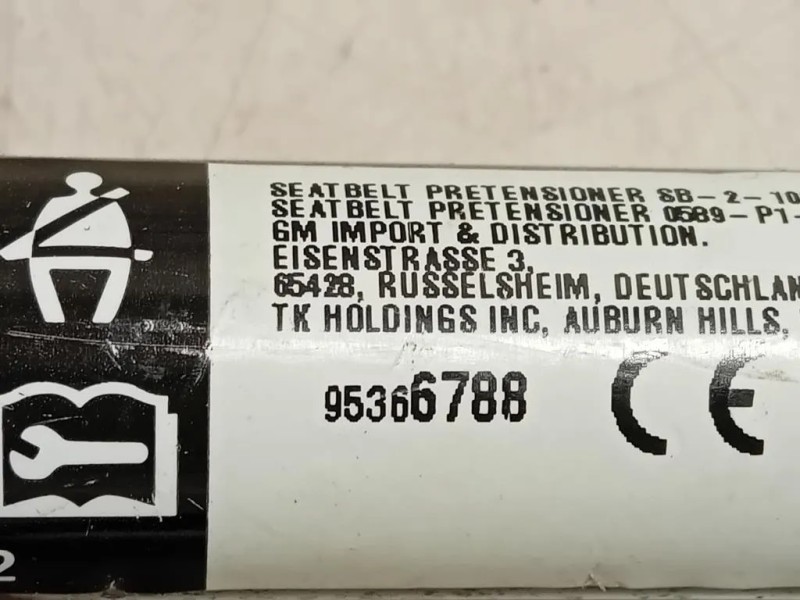 SEATBELT PRETENSIONER SB-2-10
SEATBELT PRETENSIONER 0589-P1-
GM IMPORT & DISTRIBUTION.
EISENSTRASSE 3,
65428, RUSSELSHEIM, DEUTSCHLAN
TK HOLDINGS INC, AUBURN HILLS,
95366788 CE
2